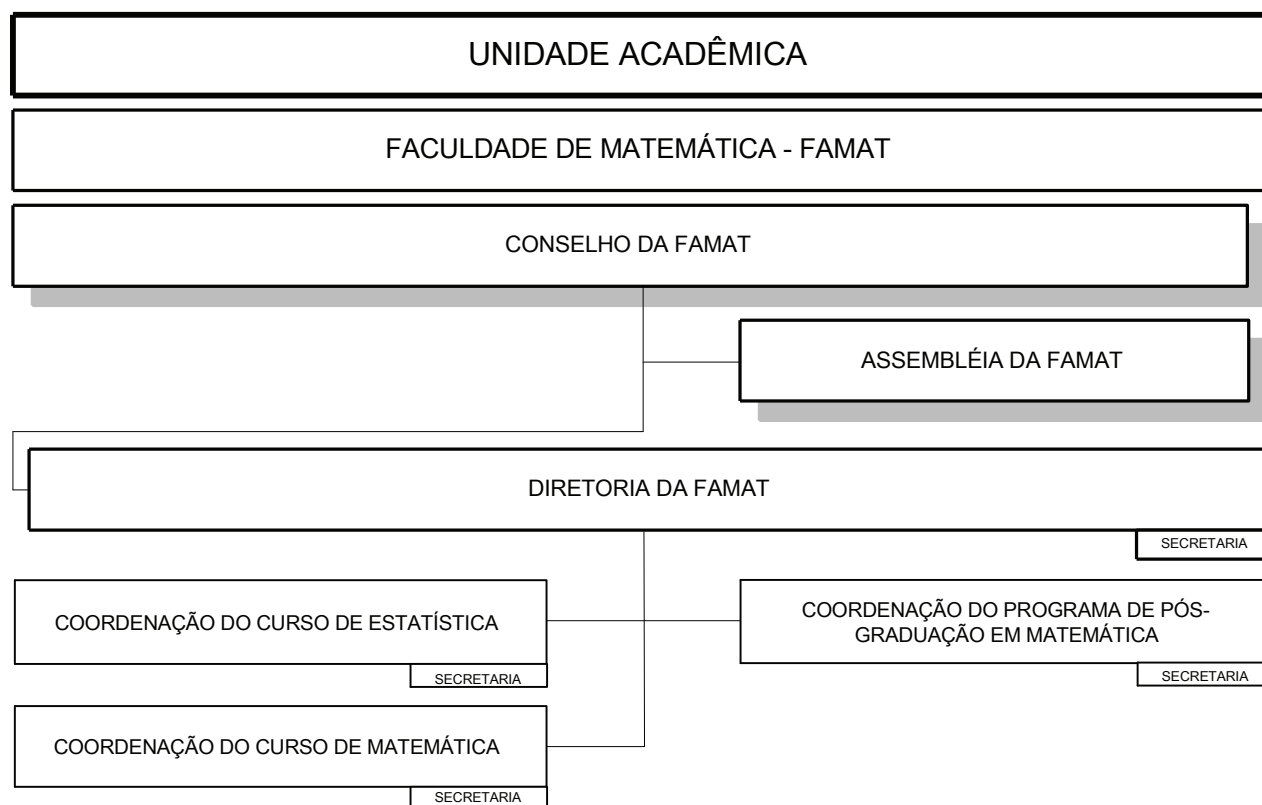 UNIDADE ACADÊMICA
FACULDADE DE MATEMÁTICA - FAMAT
CONSELHO DA FAMAT
ASSEMBLÉIA DA FAMAT
DIRETORIA DA FAMAT
SECRETARIA
COORDENAÇÃO DO CURSO DE ESTATÍSTICA
SECRETARIA
COORDENAÇÃO DO PROGRAMA DE PÓS-
GRADUAÇÃO EM MATEMÁTICA
SECRETARIA
COORDENAÇÃO DO CURSO DE MATEMÁTICA
SECRETARIA